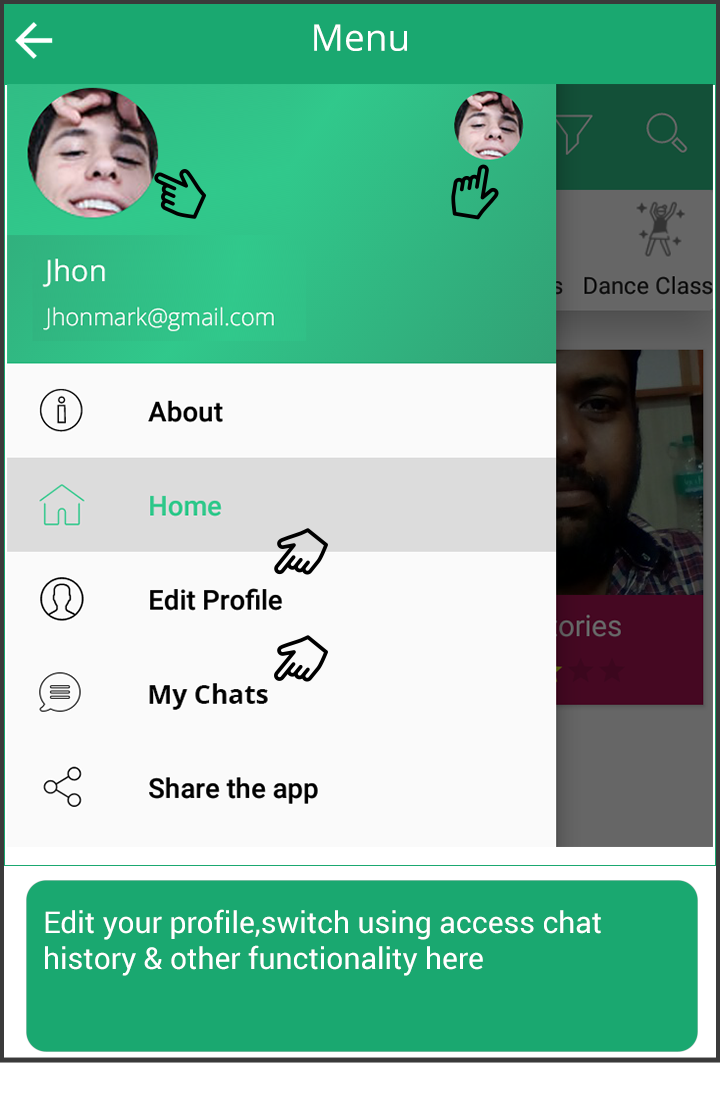 Menu
s Dance Class
Jhon
Jhonmark@gmail.com
About
Home
Edit Profile
My Chats
Share the app
tories
Edit your profile,switch using access chat
history & other functionality here